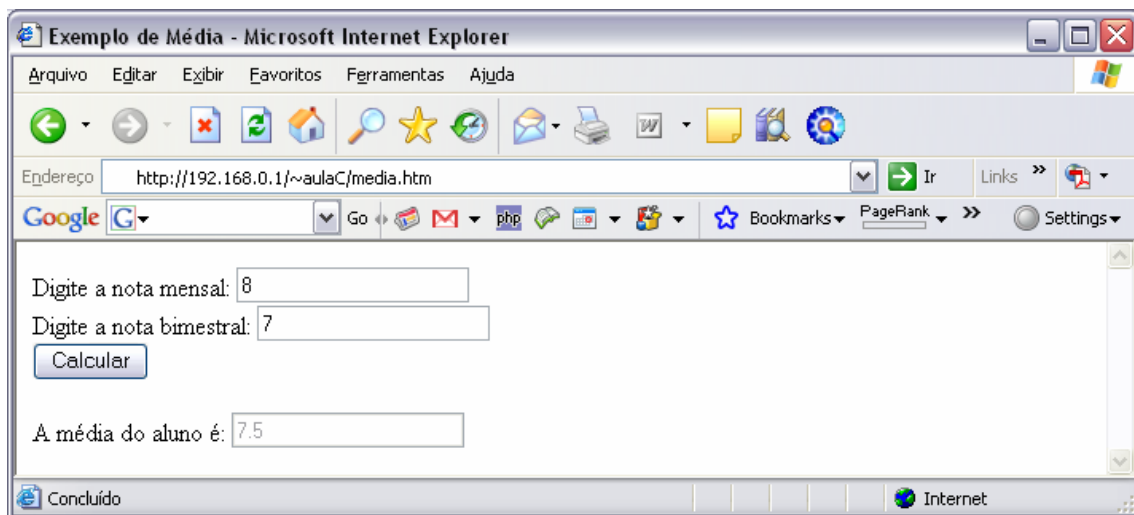 Exemplo de Média - Microsoft Internet Explorer
Arquivo Editar Exibir Favoritos Ferramentas Ajuda
W
Endereço http://192.168.0.1/~aulaC/media.htm Ir Links »
Google G Go php Bookmarks PageRank » Settings
Digite a nota mensal: 8
Digite a nota bimestral: 7
Calcular
A média do aluno é: 7.5
Concluído Internet